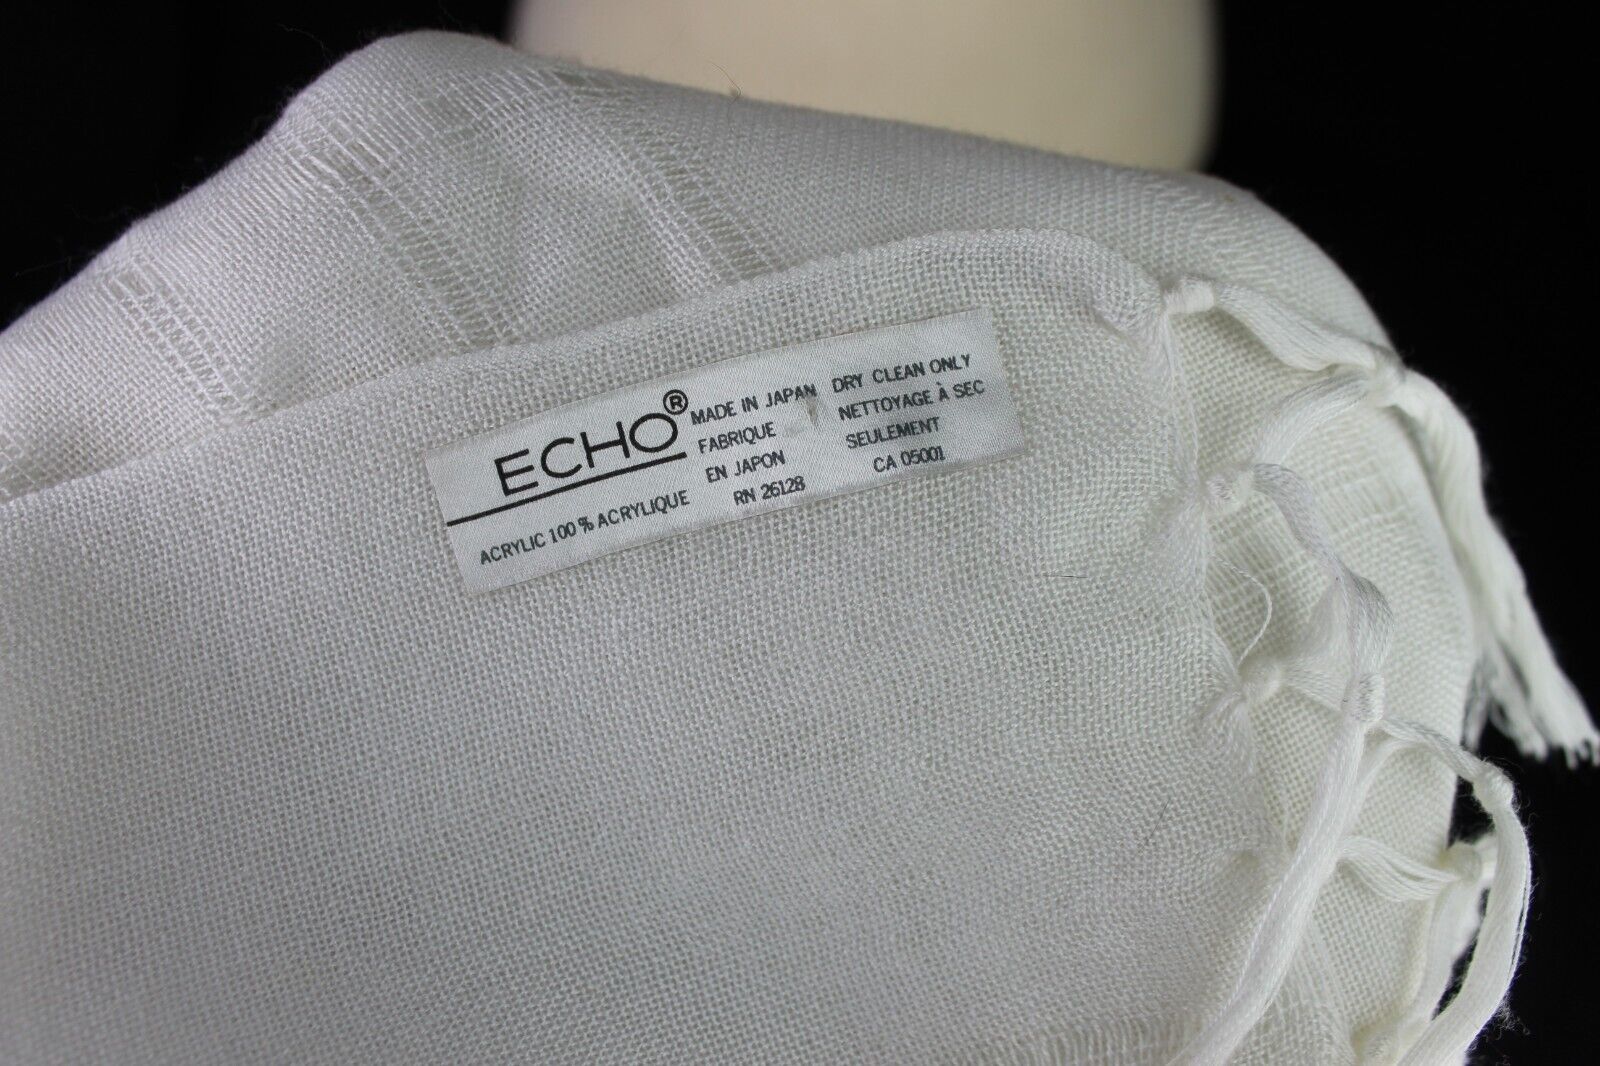 ECHO®
ACRYLIC 100% ACRYLIQUE
MADE IN JAPAN
FABRIQUE
EN JAPON
RN 26128
DRY CLEAN ONLY
NETTOYAGE À SEC
SEULEMENT
CA 05001